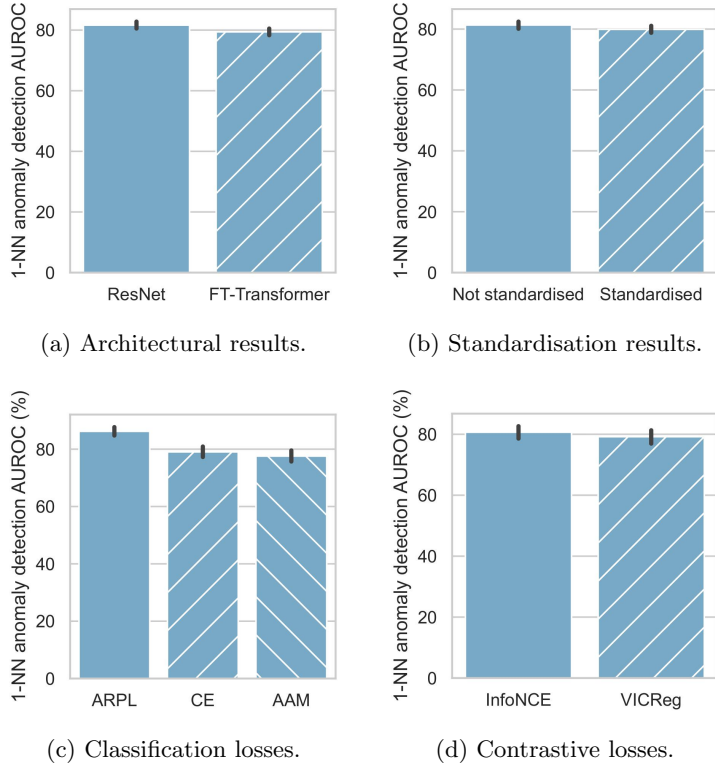 1-NN anomaly detection AUROC
80
60
40
20
0
ResNet FT-Transformer
(a) Architectural results.
1-NN anomaly detection AUROC
80
60
40
20
0
Not standardised Standardised
(b) Standardisation results.
1-NN anomaly detection AUROC (%)
80
60
40
20
0
ARPL CE AAM
(c) Classification losses.
1-NN anomaly detection AUROC (%)
80
60
40
20
0
InfoNCE VICReg
(d) Contrastive losses.